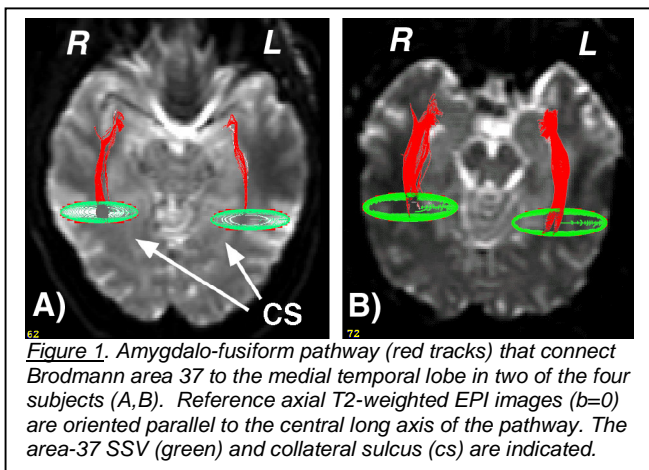 R L R L
A) CS B)
62 72
Figure 1. Amygdalo-fusiform pathway (red tracks) that connect
Brodmann area 37 to the medial temporal lobe in two of the four
subjects (A,B). Reference axial T2-weighted EPI images (b=0)
are oriented parallel to the central long axis of the pathway. The
area-37 SSV (green) and collateral sulcus (cs) are indicated.